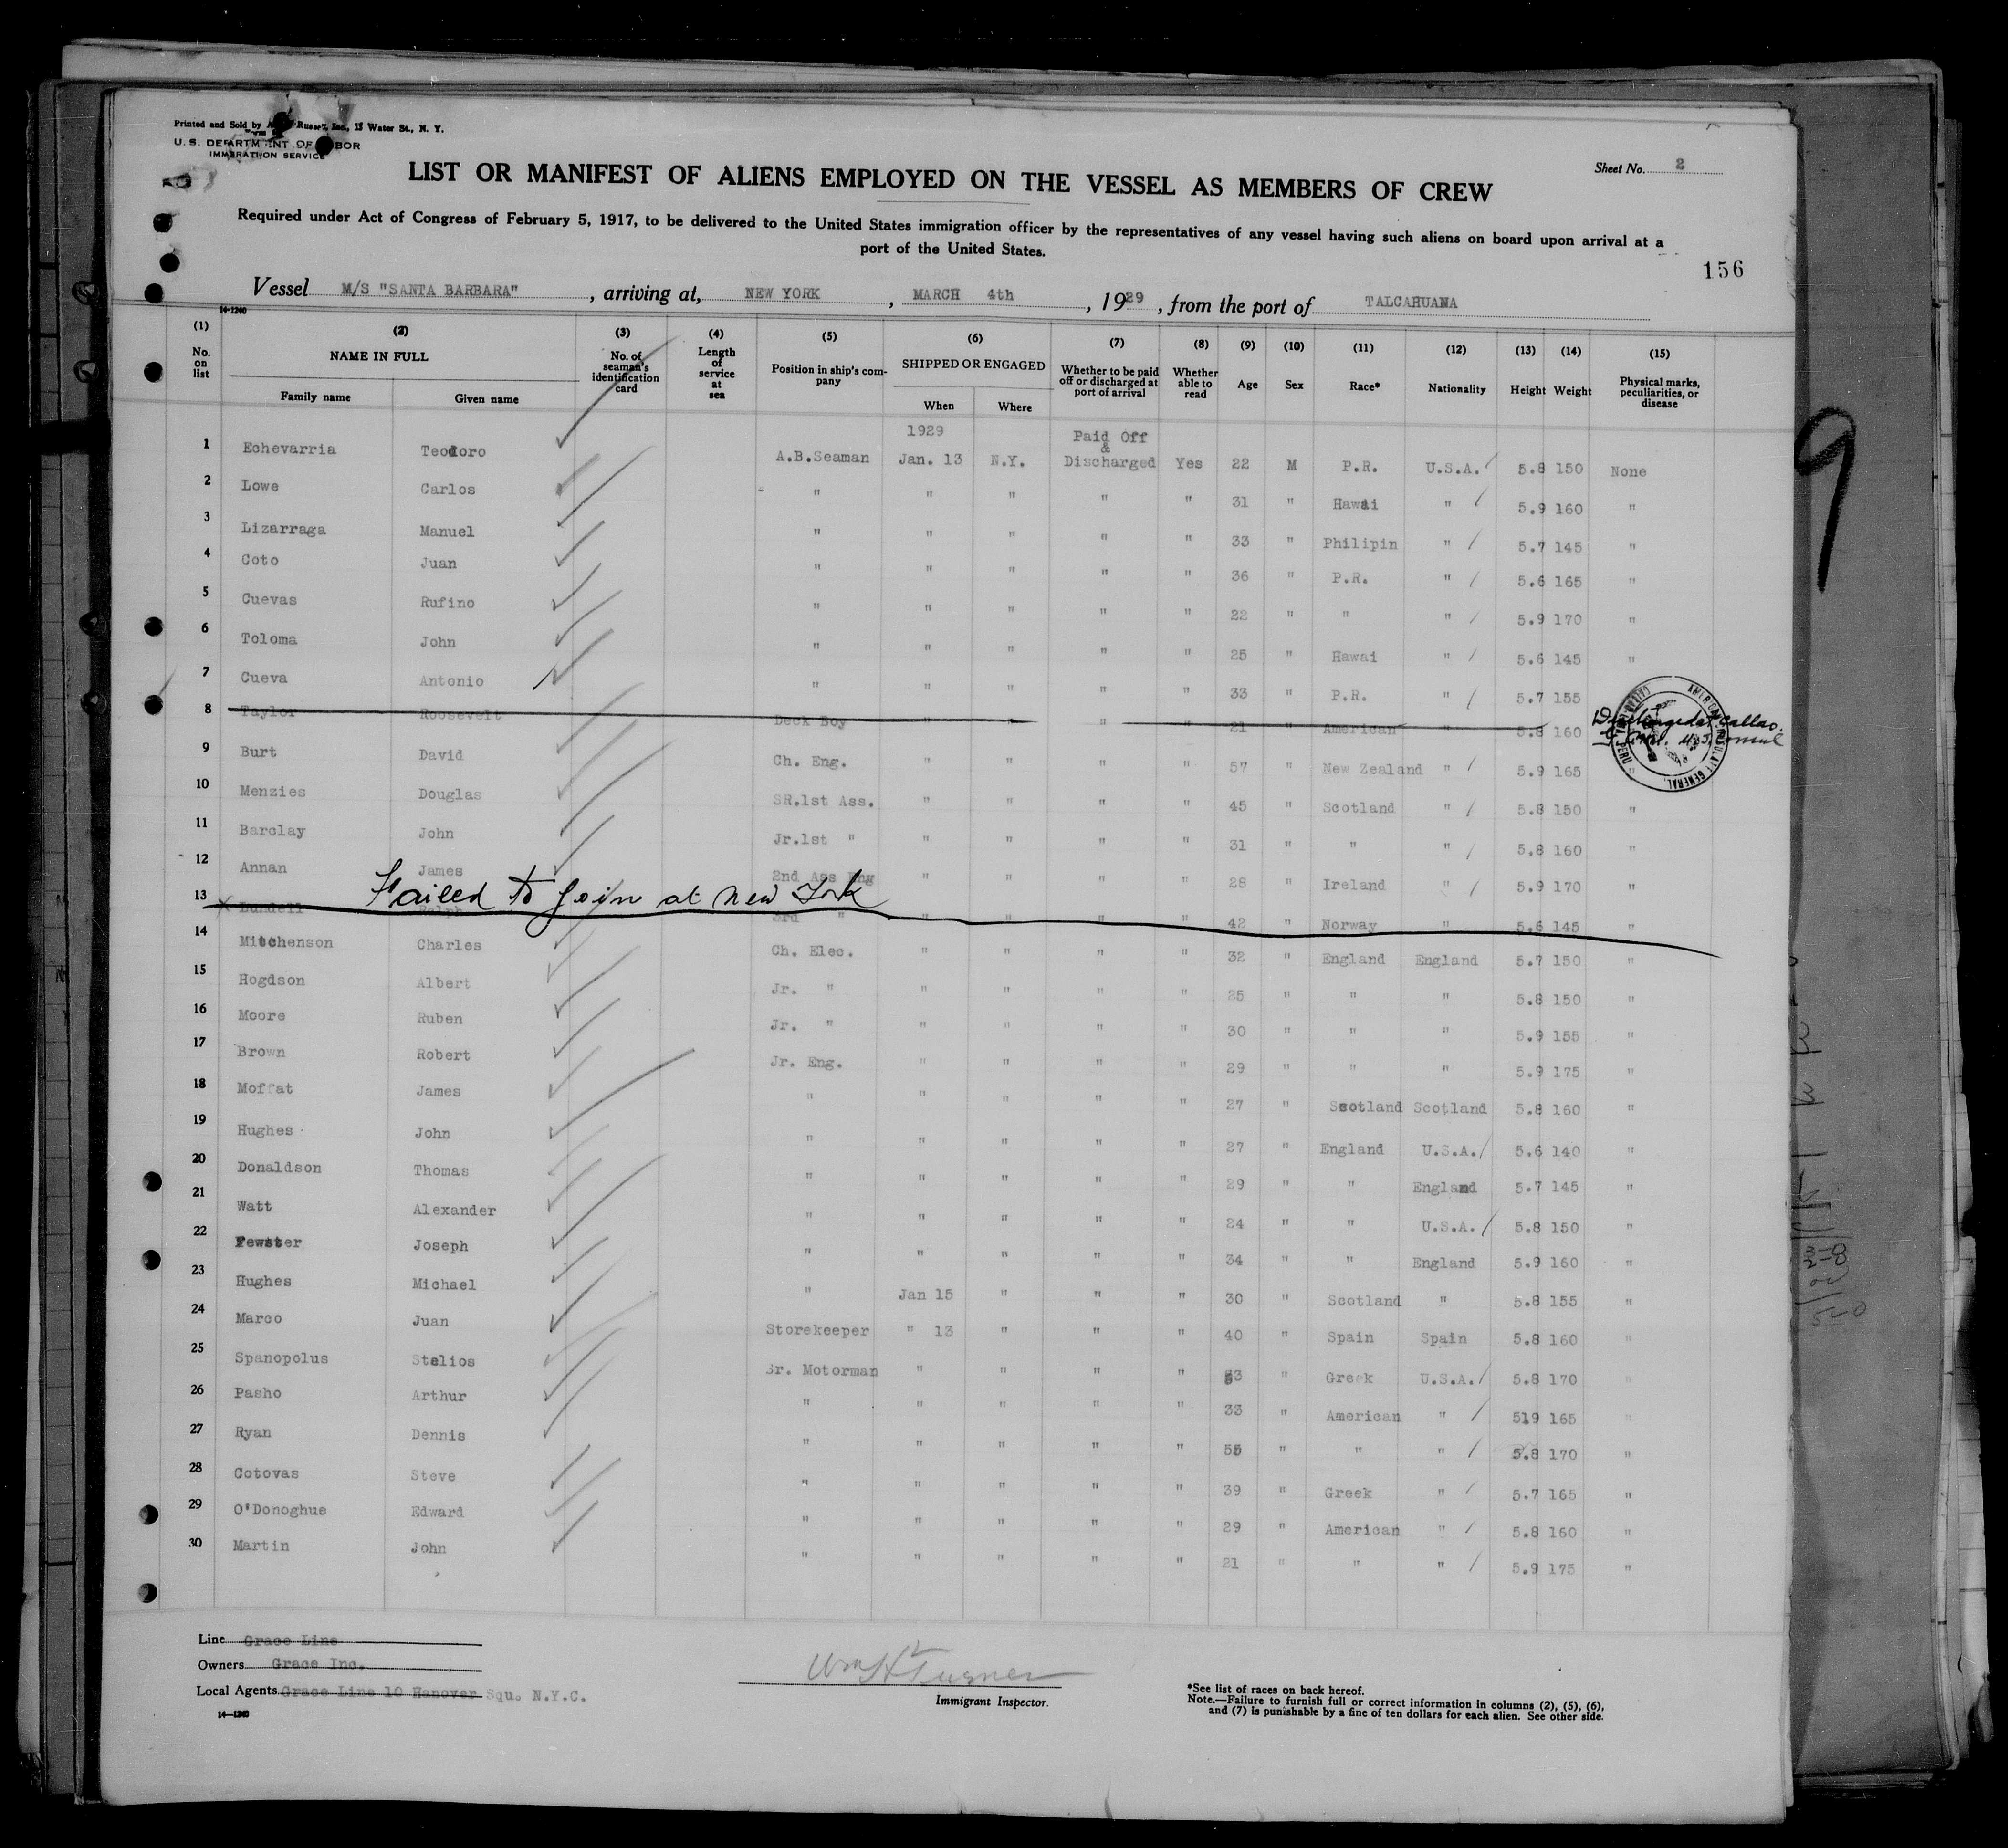 Printed and Sold by Russel, Inc., 15 Water St., N. Y.
U. S. DEPARTMENT OF LABOR
IMMIGRATION SERVICE
Sheet No. 2
LIST OR MANIFEST OF ALIENS EMPLOYED ON THE VESSEL AS MEMBERS OF CREW
Required under Act of Congress of February 5, 1917, to be delivered to the United States immigration officer by the representatives of any vessel having such aliens on board upon arrival at a
port of the United States.
156
Vessel M/S "SANTA BARBARA" , arriving at, NEW YORK , MARCH 4th , 1929 , from the port of TALCAHUANA
14-1240
(1) No. on list (2) NAME IN FULL Family name Given name (3) No. of seaman's identification card (4) Length of service at sea (5) Position in ship's company (6) SHIPPED OR ENGAGED When Where (7) Whether to be paid off or discharged at port of arrival (8) Whether able to read (9) Age (10) Sex (11) Race* (12) Nationality (13) Height (14) Weight (15) Physical marks, peculiarities, or disease
1929 Paid Off &
1 Echevarria Teodoro A.B.Seaman Jan. 13 N.Y. Discharged Yes 22 M P.R. U.S.A. 5.8 150 None
2 Lowe Carlos " " " " " 31 " Hawai " 5.9 160 "
3 Lizarraga Manuel " " " " " 33 " Philipin " 5.7 145 "
4 Coto Juan " " " " " 36 " P.R. " 5.6 165 "
5 Cuevas Rufino " " " " " 22 " " " 5.9 170 "
6 Toloma John " " " " " 25 " Hawai " 5.6 145 "
7 Cueva Antonio " " " " " 33 " P.R. " 5.7 155
8 Taylor Roosevelt Deck Boy " " " " 21 " American " 5.8 160 Discharged at Callao.
9 Burt David Ch. Eng. " " " " 57 " New Zealand " 5.9 165 "
10 Menzies Douglas SR.1st Ass. " " " " 45 " Scotland " 5.8 150 "
11 Barclay John Jr.1st " " " " " 31 " " " 5.8 160 "
12 Annan James 2nd Ass Eng " " " " 28 " Ireland " 5.9 170 "
Failed to join at New York
13 x Lundell Ralph 3rd " " " " " 42 " Norway " 5.6 145 "
14 Mitchenson Charles Ch. Elec. " " " " 32 " England England 5.7 150 "
15 Hogdson Albert Jr. " " " " " 25 " " " 5.8 150 "
16 Moore Ruben Jr. " " " " " 30 " " " 5.9 155 "
17 Brown Robert Jr. Eng. " " " " 29 " " " 5.9 175 "
18 Moffat James " " " " " 27 " Scotland Scotland 5.8 160 "
19 Hughes John " " " " " 27 " England U.S.A. 5.6 140 "
20 Donaldson Thomas " " " " " 29 " " England 5.7 145 "
21 Watt Alexander " " " " " 24 " " U.S.A. 5.8 150 "
22 Fewster Joseph " " " " " 34 " " England 5.9 160 "
23 Hughes Michael " Jan 15 " " " 30 " Scotland " 5.8 155 "
24 Marco Juan Storekeeper " 13 " " " 40 " Spain Spain 5.8 160 "
25 Spanopolus Stelios Sr. Motorman " " " " 53 " Greek U.S.A. 5.8 170 "
26 Pasho Arthur " " " " " 33 " American " 519 165 "
27 Ryan Dennis " " " " " 55 " " " 5.8 170 "
28 Cotovas Steve " " " " " 39 " Greek " 5.7 165 "
29 O'Donoghue Edward " " " " " 29 " American " 5.8 160 "
30 Martin John " " " " " 21 " " " 5.9 175 "
Line Grace Line
Owners Grace Inc.
Local Agents Grace Line 10 Hanover Squ. N.Y.C.
14-1240
Wm H Turner
Immigrant Inspector.
*See list of races on back hereof.
Note.—Failure to furnish full or correct information in columns (2), (5), (6),
and (7) is punishable by a fine of ten dollars for each alien. See other side.
9